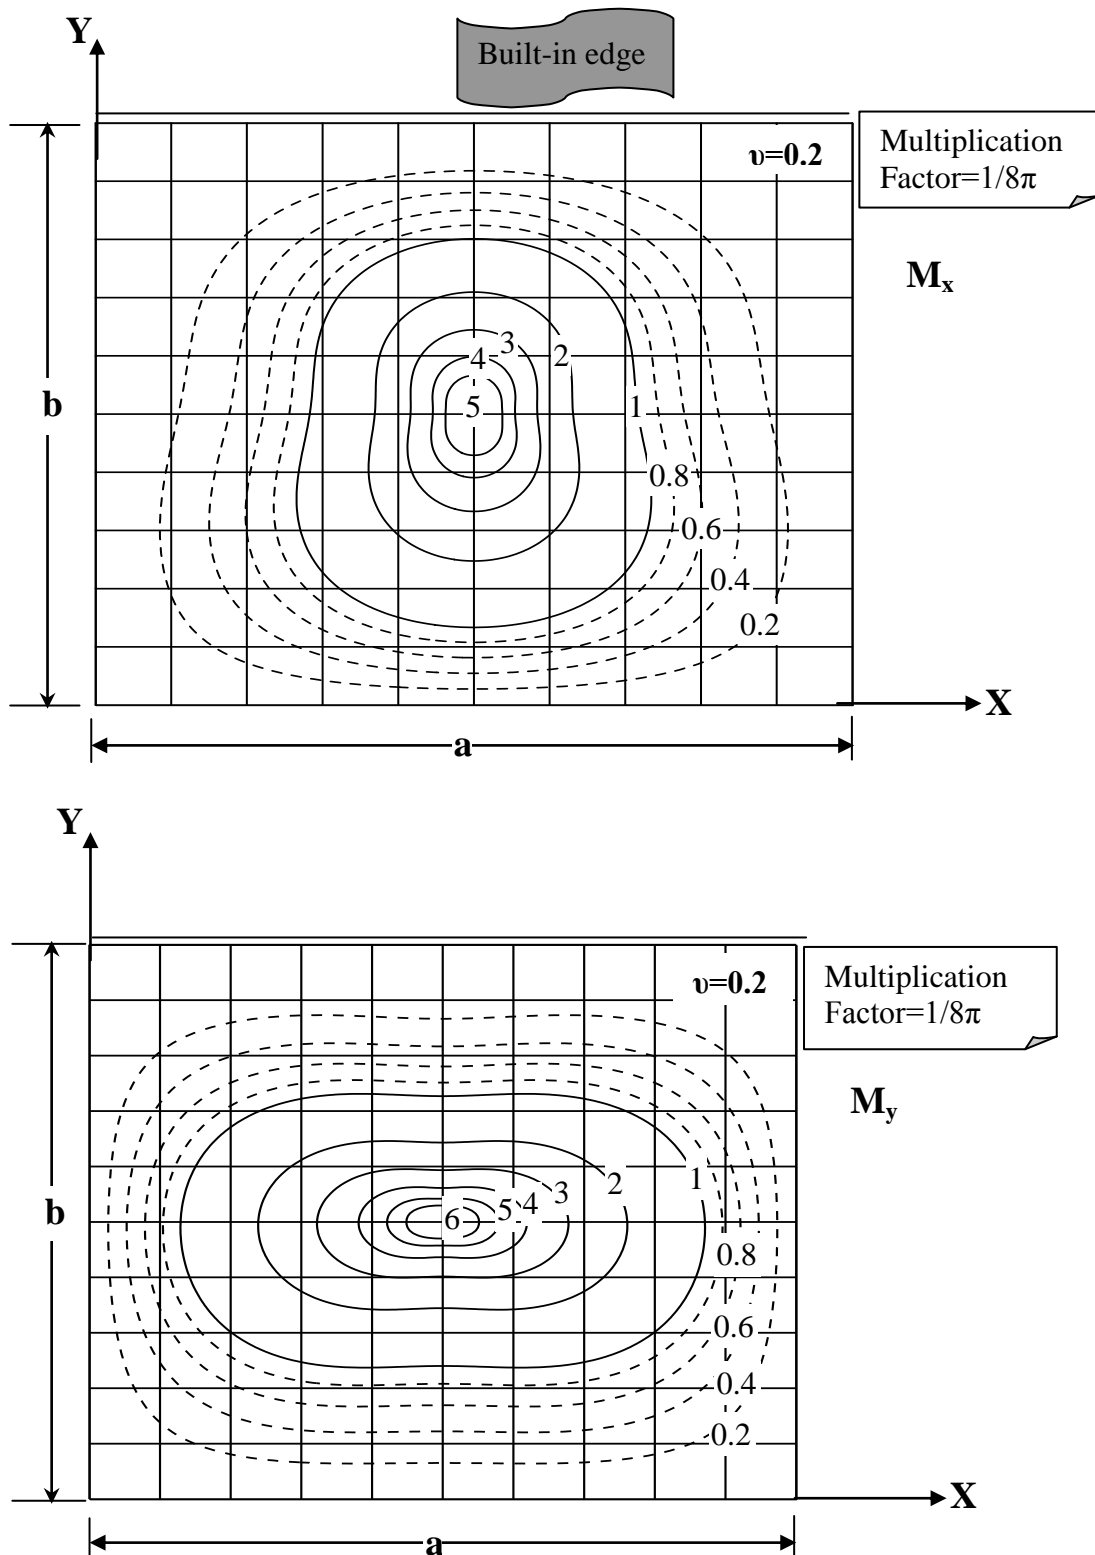 Y
Built-in edge
υ=0.2
Multiplication
Factor=1/8π
Mx
3
4
2
5
1
b
0.8
0.6
0.4
0.2
X
a
Y
υ=0.2
Multiplication
Factor=1/8π
My
1
2
3
4
5
6
b
0.8
0.6
0.4
0.2
X
a